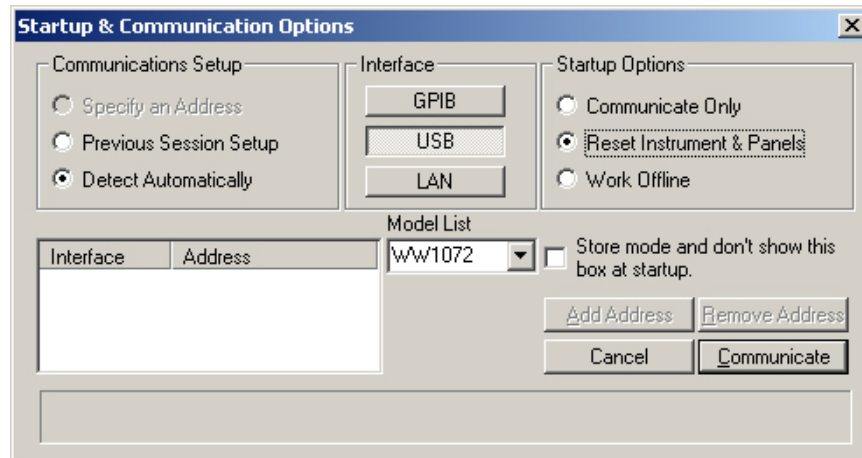 Startup & Communication Options
Communications Setup
Specify an Address
Previous Session Setup
Detect Automatically
Interface
GPIB
USB
LAN
Startup Options
Communicate Only
Reset Instrument & Panels
Work Offline
Interface Address
Model List
WW1072
Store mode and don't show this
box at startup.
Add Address
Remove Address
Cancel
Communicate